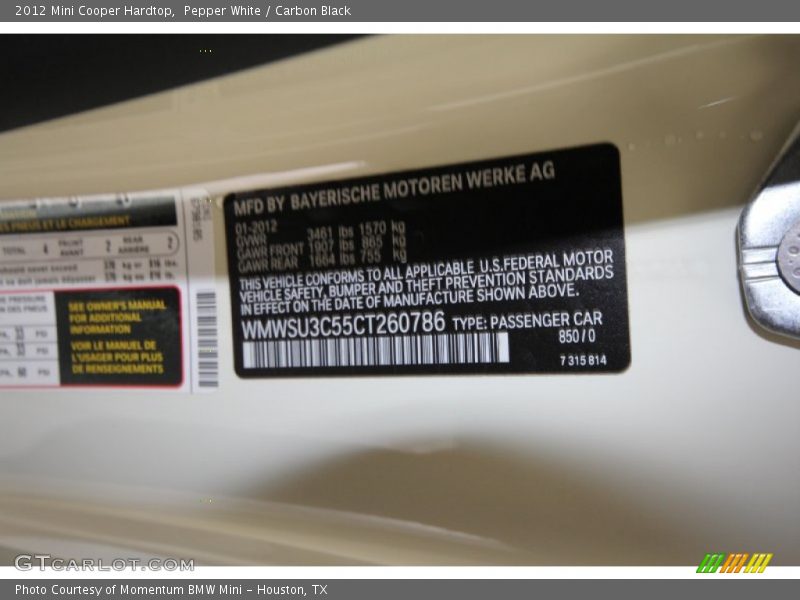 2012 Mini Cooper Hardtop, Pepper White / Carbon Black
MFD BY BAYERISCHE MOTOREN WERKE AG
01-2012
GVWR 3461 lbs 1570 kg
GAWR FRONT 1907 lbs 865 kg
GAWR REAR 1664 lbs 755 kg
THIS VEHICLE CONFORMS TO ALL APPLICABLE U.S.FEDERAL MOTOR
VEHICLE SAFETY, BUMPER AND THEFT PREVENTION STANDARDS
IN EFFECT ON THE DATE OF MANUFACTURE SHOWN ABOVE.
WMWSU3C55CT260786 TYPE: PASSENGER CAR
850 / 0
7 315 814
PNEUS ET LE CHARGEMENT
TOTAL 4 FRONT AVANT 2 REAR ARRIÈRE 2
SEE OWNER'S MANUAL
FOR ADDITIONAL
INFORMATION
VOIR LE MANUEL DE
L'USAGER POUR PLUS
DE RENSEIGNEMENTS
GTCARLOT.COM
Photo Courtesy of Momentum BMW Mini - Houston, TX